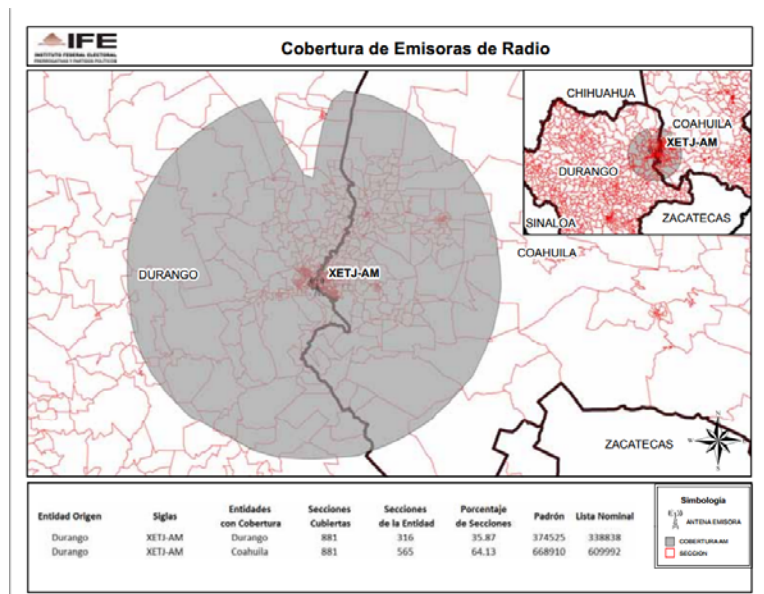 IFE
INSTITUTO FEDERAL ELECTORAL
PRERROGATIVAS Y PARTIDOS POLÍTICOS
Cobertura de Emisoras de Radio
CHIHUAHUA
COAHUILA
XETJ-AM
DURANGO
SINALOA
ZACATECAS
DURANGO
XETJ-AM
COAHUILA
ZACATECAS
N
W
S
Entidad Origen Siglas Entidades con Cobertura Secciones Cubiertas Secciones de la Entidad Porcentaje de Secciones Padrón Lista Nominal
Durango XETJ-AM Durango 881 316 35.87 374525 338838
Durango XETJ-AM Coahuila 881 565 64.13 668910 609992
Simbología
ANTENA EMISORA
COBERTURA AM
SECCION